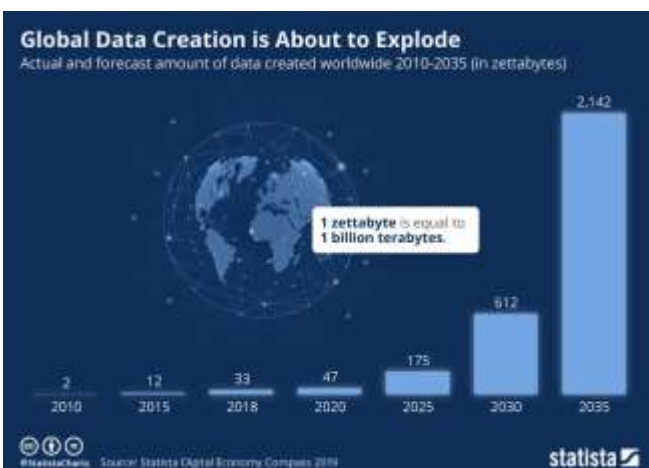 Global Data Creation is About to Explode
Actual and forecast amount of data created worldwide 2010-2035 (in zettabytes)
2,142
1 zettabyte is equal to
1 billion terabytes.
612
175
2 12 33 47
2010 2015 2018 2020 2025 2030 2035
@StatistaCharts Source: Statista Digital Economy Compass 2019
statista